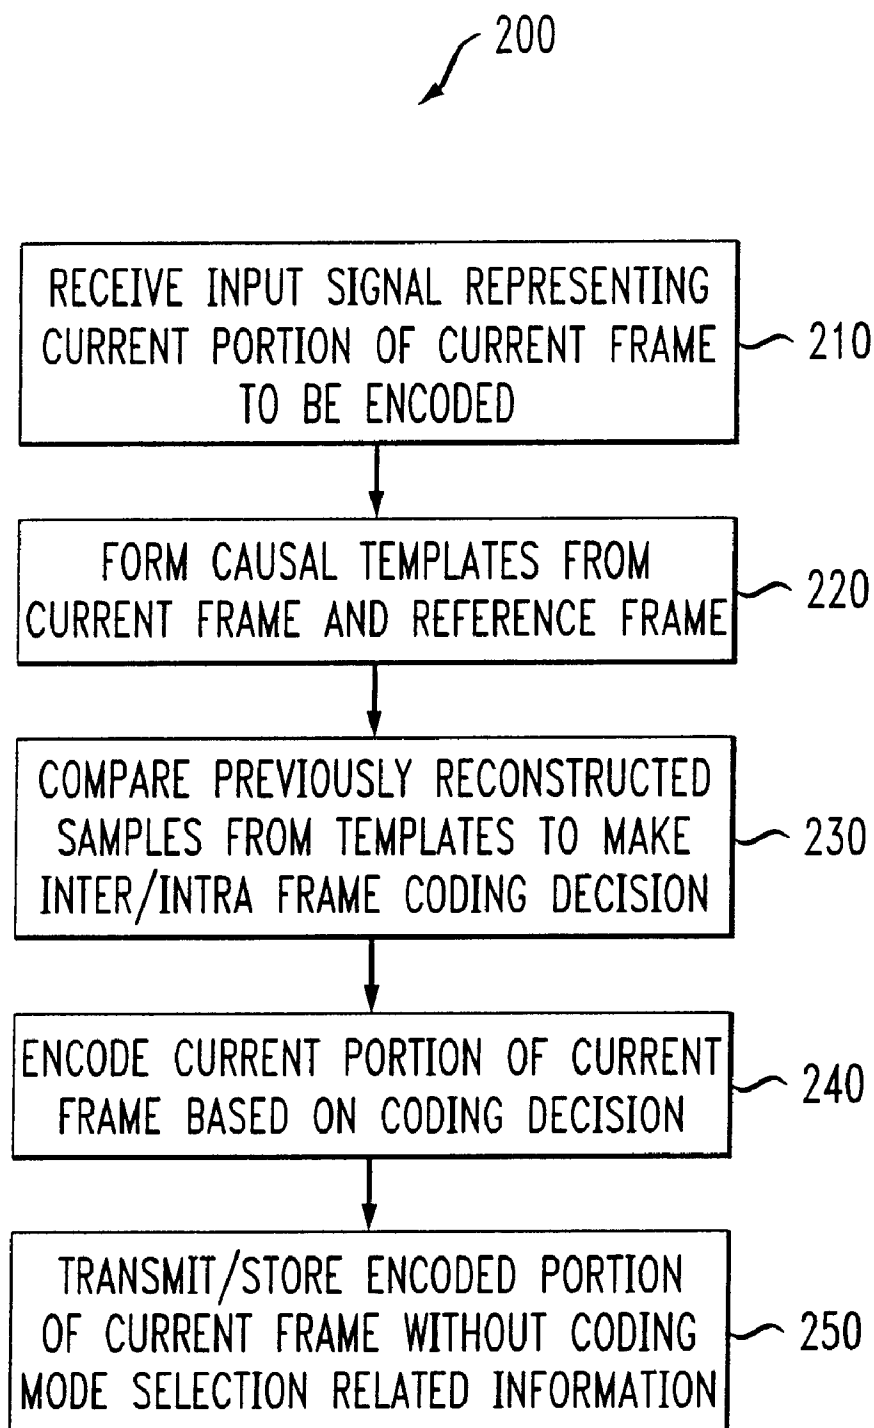 200
RECEIVE INPUT SIGNAL REPRESENTING
CURRENT PORTION OF CURRENT FRAME
TO BE ENCODED
210
FORM CAUSAL TEMPLATES FROM
CURRENT FRAME AND REFERENCE FRAME
220
COMPARE PREVIOUSLY RECONSTRUCTED
SAMPLES FROM TEMPLATES TO MAKE
INTER/INTRA FRAME CODING DECISION
230
ENCODE CURRENT PORTION OF CURRENT
FRAME BASED ON CODING DECISION
240
TRANSMIT/STORE ENCODED PORTION
OF CURRENT FRAME WITHOUT CODING
MODE SELECTION RELATED INFORMATION
250